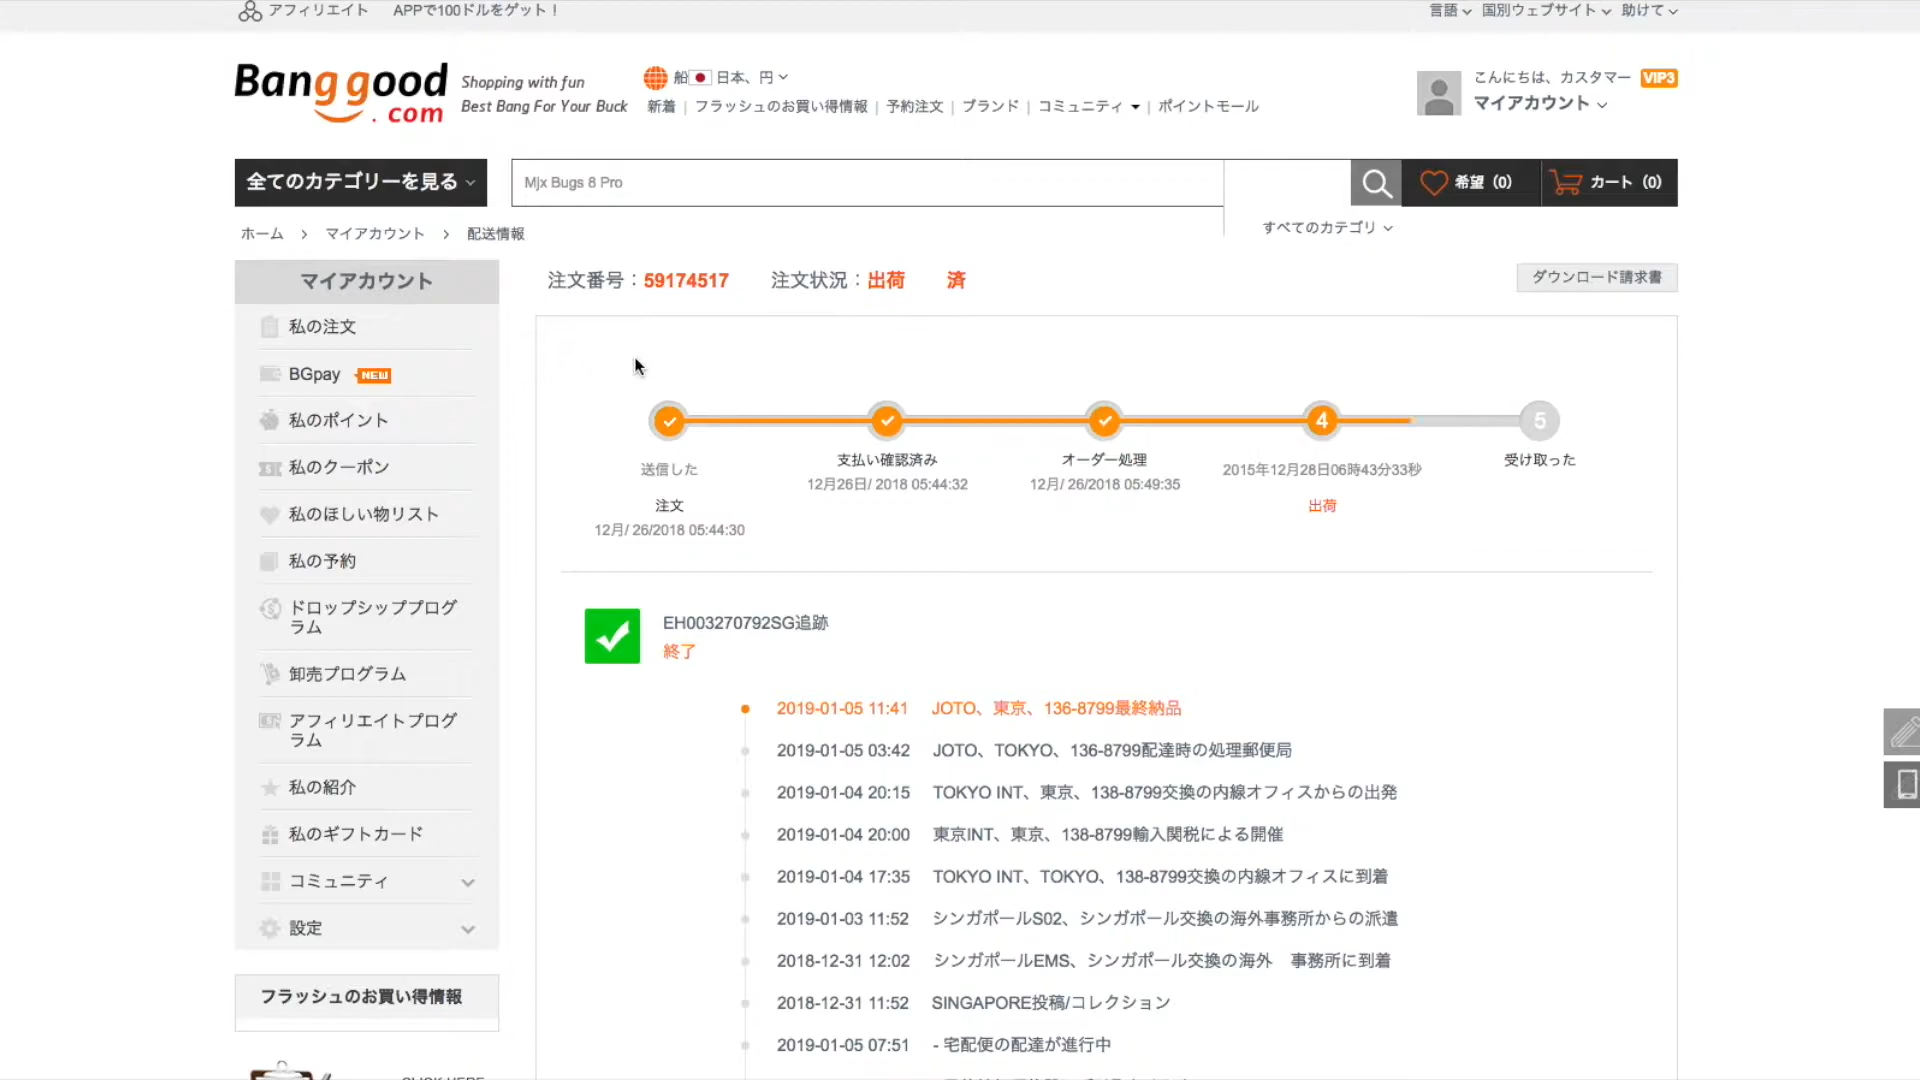 アフィリエイト APPで100ドルをゲット！ 言語 国別ウェブサイト 助けて
Banggood.com Shopping with fun
Best Bang For Your Buck
船 日本、円
新着 | フラッシュのお買い得情報 | 予約注文 | ブランド | コミュニティ | ポイントモール
こんにちは、カスタマー VIP3
マイアカウント
全てのカテゴリーを見る Mjx Bugs 8 Pro 希望 (0) カート (0)
すべてのカテゴリ
ホーム > マイアカウント > 配送情報
マイアカウント
私の注文
BGpay NEW
私のポイント
私のクーポン
私のほしい物リスト
私の予約
ドロップシッププログ
ラム
卸売プログラム
アフィリエイトプログ
ラム
私の紹介
私のギフトカード
コミュニティ
設定
フラッシュのお買い得情報
CLICK HERE
注文番号：59174517 注文状況：出荷 済
ダウンロード請求書
4 5
送信した
注文
12月/ 26/2018 05:44:30
支払い確認済み
12月26日/ 2018 05:44:32
オーダー処理
12月/ 26/2018 05:49:35
2015年12月28日06時43分33秒
出荷
受け取った
EH003270792SG追跡
終了
2019-01-05 11:41 JOTO、東京、136-8799最終納品
2019-01-05 03:42 JOTO、TOKYO、136-8799配達時の処理郵便局
2019-01-04 20:15 TOKYO INT、東京、138-8799交換の内線オフィスからの出発
2019-01-04 20:00 東京INT、東京、138-8799輸入関税による開催
2019-01-04 17:35 TOKYO INT、TOKYO、138-8799交換の内線オフィスに到着
2019-01-03 11:52 シンガポールS02、シンガポール交換の海外事務所からの派遣
2018-12-31 12:02 シンガポールEMS、シンガポール交換の海外 事務所に到着
2018-12-31 11:52 SINGAPORE投稿/コレクション
2019-01-05 07:51 - 宅配便の配達が進行中